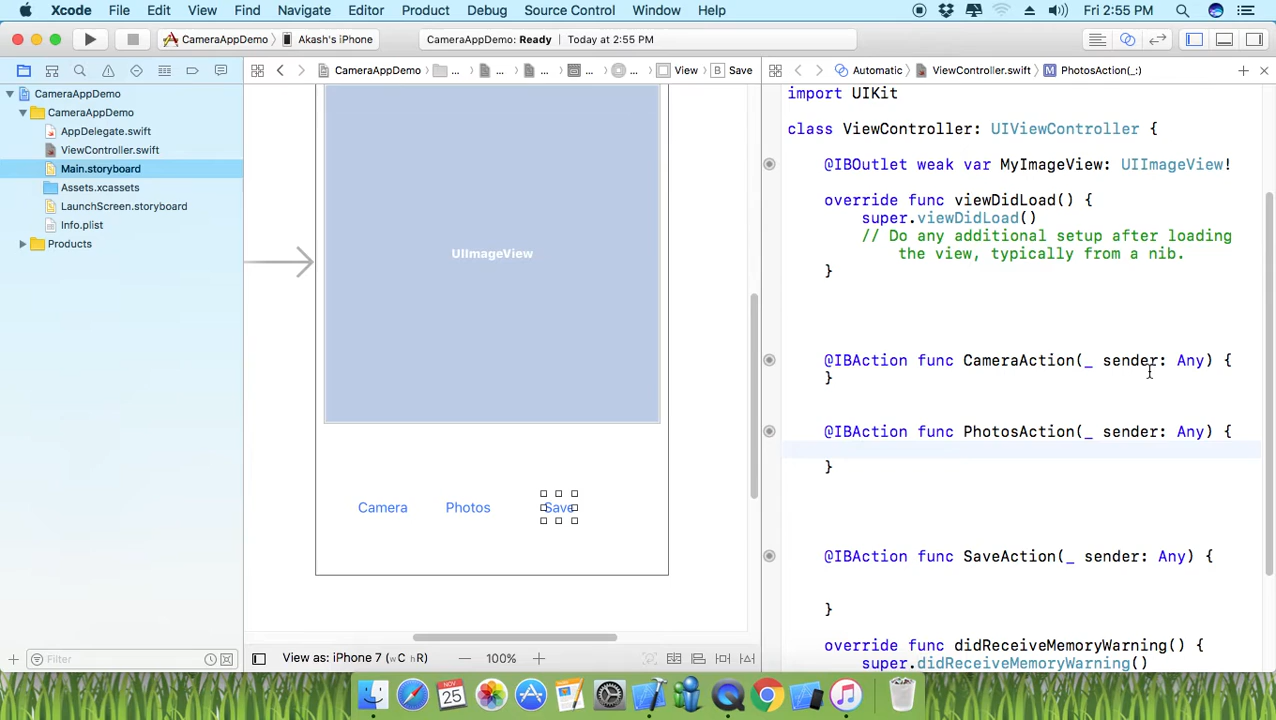 Xcode File Edit View Find Navigate Editor Product Debug Source Control Window Help Fri 2:55 PM
CameraAppDemo Akash's iPhone CameraAppDemo: Ready Today at 2:55 PM
CameraAppDemo ... ... ... ... ... View B Save Automatic ViewController.swift M PhotosAction(_:)
CameraAppDemo
CameraAppDemo
AppDelegate.swift
ViewController.swift
Main.storyboard
Assets.xcassets
LaunchScreen.storyboard
Info.plist
Products
UIImageView
Camera Photos Save
import UIKit
class ViewController: UIViewController {
@IBOutlet weak var MyImageView: UIImageView!
override func viewDidLoad() {
super.viewDidLoad()
// Do any additional setup after loading
the view, typically from a nib.
}
@IBAction func CameraAction(_ sender: Any) {
}
@IBAction func PhotosAction(_ sender: Any) {
}
@IBAction func SaveAction(_ sender: Any) {
}
override func didReceiveMemoryWarning() {
super.didReceiveMemoryWarning()
Filter
View as: iPhone 7 (wC hR) 100%
NOV
25